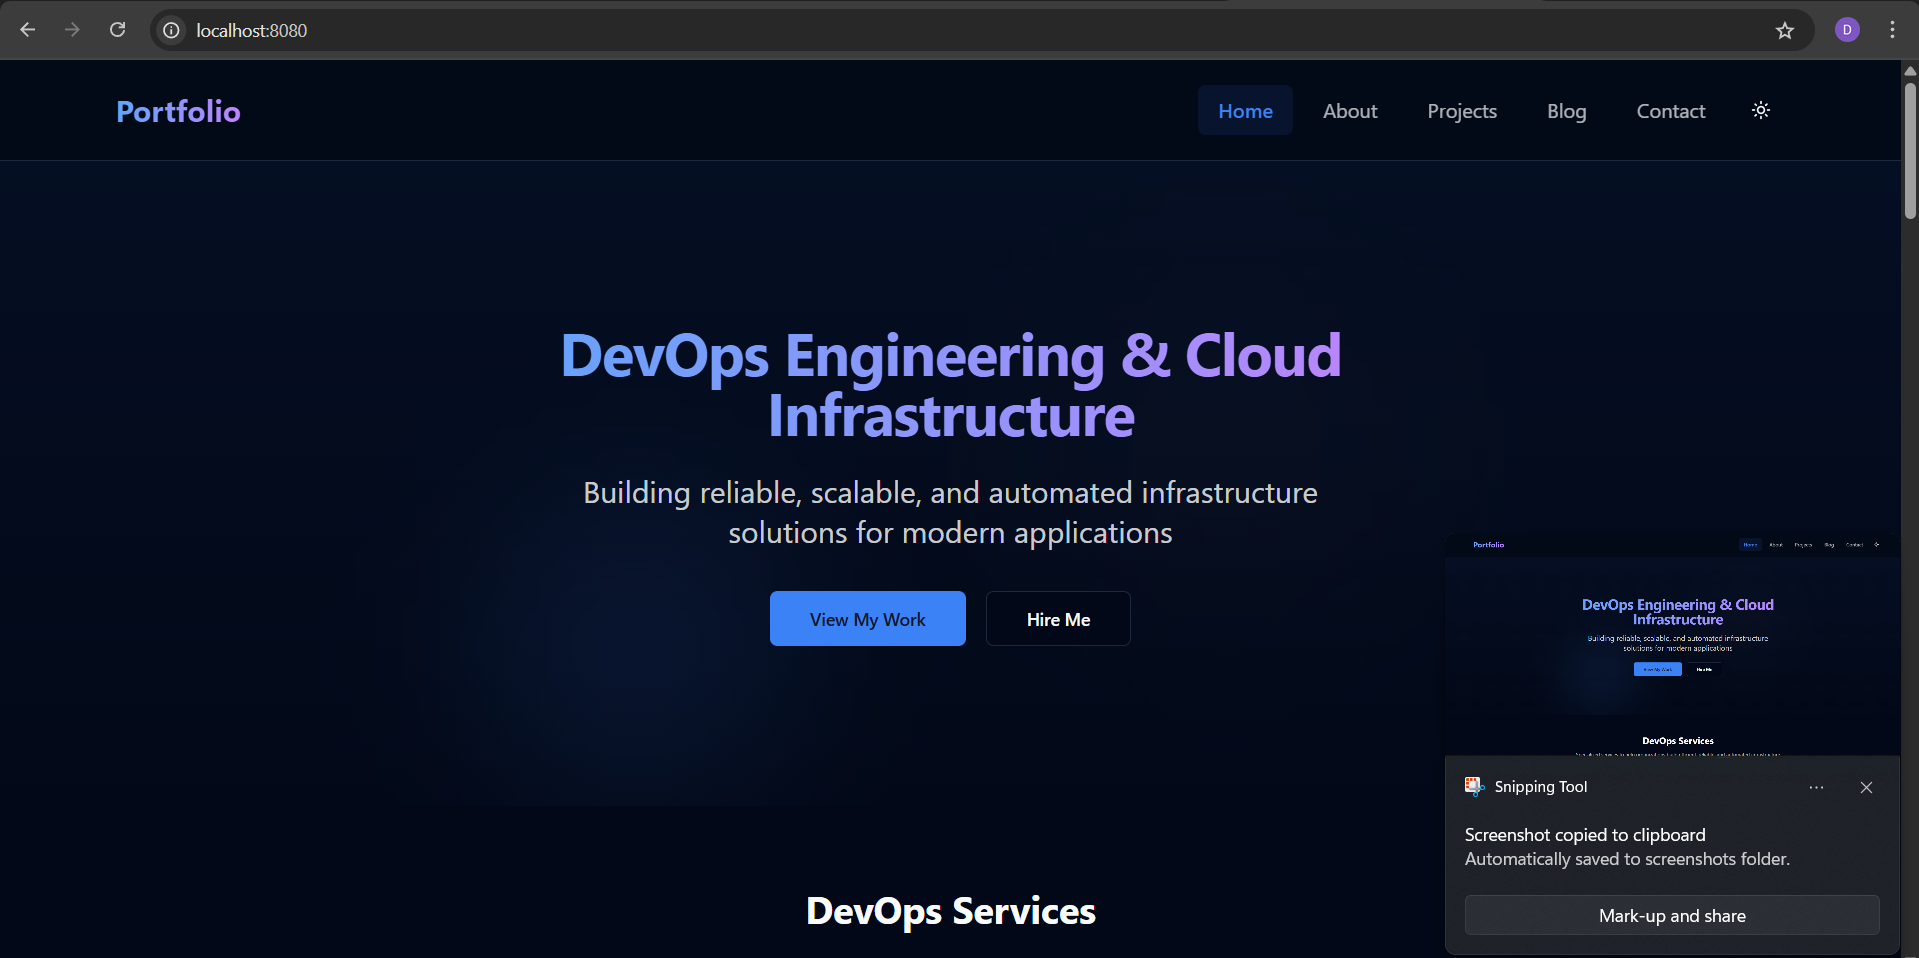 localhost:8080
D
Portfolio
Home
About
Projects
Blog
Contact
DevOps Engineering & Cloud
Infrastructure
Building reliable, scalable, and automated infrastructure
solutions for modern applications
View My Work
Hire Me
DevOps Services
Portfolio
Home
About
Projects
Blog
Contact
DevOps Engineering & Cloud
Infrastructure
Building reliable, scalable, and automated infrastructure
solutions for modern applications
View My Work
Hire Me
DevOps Services
Snipping Tool
Screenshot copied to clipboard
Automatically saved to screenshots folder.
Mark-up and share